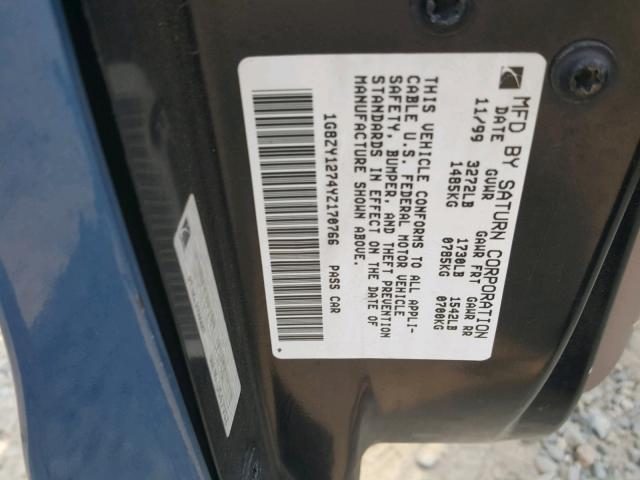 MFD BY SATURN CORPORATION
DATE GVWR GAWR FRT GAWR RR
11/99 3272LB 1730LB 1542LB
1485KG 0785KG 0700KG
THIS VEHICLE CONFORMS TO ALL APPLI-
CABLE U.S. FEDERAL MOTOR VEHICLE
SAFETY, BUMPER, AND THEFT PREVENTION
STANDARDS IN EFFECT ON THE DATE OF
MANUFACTURE SHOWN ABOVE.
1G8ZY1274YZ170766 PASS CAR